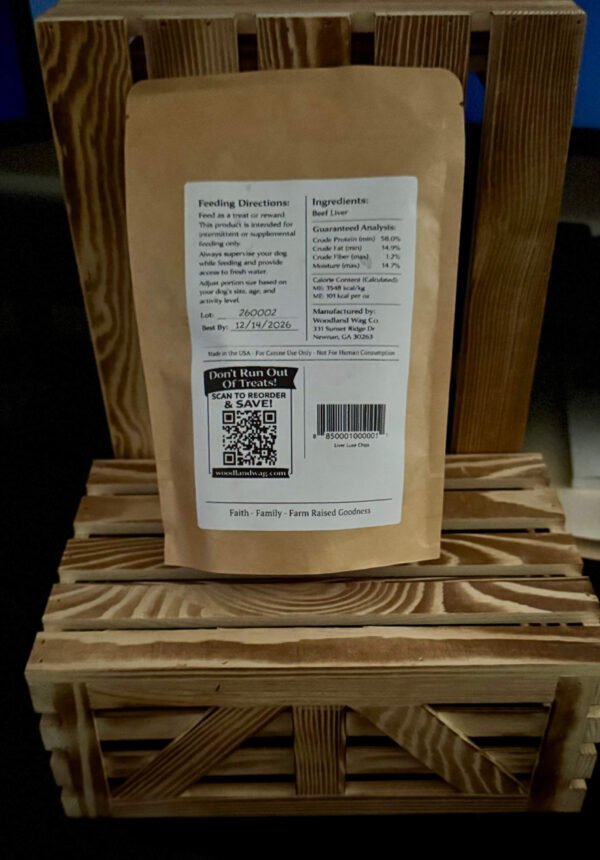 Feeding Directions:
Feed as a treat or reward.
This product is intended for
intermittent or supplemental
feeding only.
Always supervise your dog
while feeding and provide
access to fresh water.
Adjust portion size based on
your dog's size, age, and
activity level.
Lot: 260002
Best By: 12/14/2026
Ingredients:
Beef Liver
Guaranteed Analysis:
Crude Protein (min) 58.0%
Crude Fat (min) 14.9%
Crude Fiber (max) 1.2%
Moisture (max) 14.7%
Calorie Content (Calculated)
ME: 3548 kcal/kg
ME: 101 kcal per oz
Manufactured by:
Woodland Wag Co.
331 Sunset Ridge Dr
Newnan, GA 30263
Made in the USA - For Canine Use Only - Not For Human Consumption
Don't Run Out
Of Treats!
SCAN TO REORDER
& SAVE!
woodlandwag.com
850001000001
Liver Luxe Chips
Faith - Family - Farm Raised Goodness